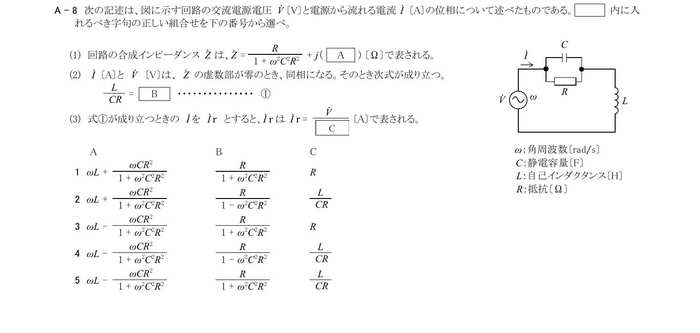 A－8 次の記述は、図に示す回路の交流電源電圧 V̇〔V〕と電源から流れる電流 İ〔A〕の位相について述べたものである。□ 内に入
れるべき字句の正しい組合せを下の番号から選べ。
(1) 回路の合成インピーダンス Ż は、Ż = R/(1 + ω²C²R²) + j( A )〔Ω〕で表される。
(2) İ〔A〕と V̇〔V〕は、Ż の虚数部が零のとき、同相になる。そのとき次式が成り立つ。
L/CR = B ・・・・・・・・・・・・・・・ ①
(3) 式①が成り立つときの İ を İr とすると、İr は İr = V̇/C〔A〕で表される。
A B C
1 ωL + ωCR²/(1 + ω²C²R²) R/(1 + ω²C²R²) R
2 ωL + ωCR²/(1 + ω²C²R²) R/(1 − ω²C²R²) L/CR
3 ωL − ωCR²/(1 + ω²C²R²) R/(1 + ω²C²R²) R
4 ωL − ωCR²/(1 + ω²C²R²) R/(1 − ω²C²R²) L/CR
5 ωL − ωCR²/(1 + ω²C²R²) R/(1 + ω²C²R²) L/CR
C
İ
R
V̇ ω
L
ω:角周波数〔rad/s〕
C:静電容量〔F〕
L:自己インダクタンス〔H〕
R:抵抗〔Ω〕